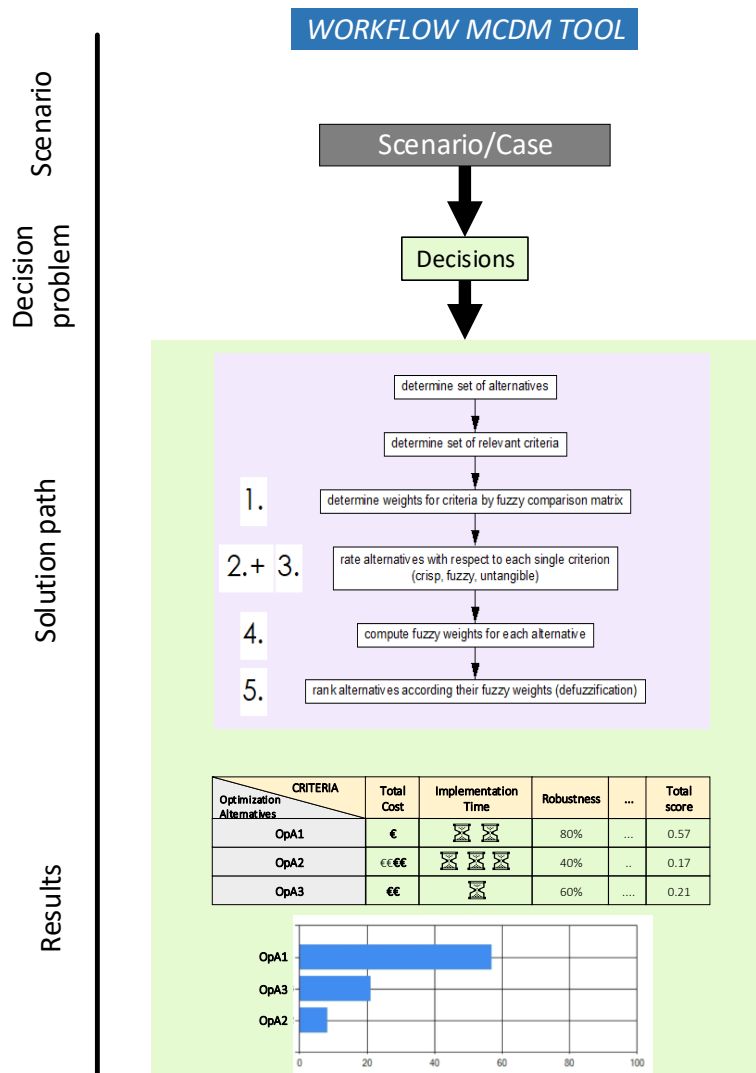 WORKFLOW MCDM TOOL
Scenario
Scenario/Case
Decision
problem
Decisions
Solution path
determine set of alternatives
determine set of relevant criteria
1.
determine weights for criteria by fuzzy comparison matrix
2.+ 3.
rate alternatives with respect to each single criterion
(crisp, fuzzy, untangible)
4.
compute fuzzy weights for each alternative
5.
rank alternatives according their fuzzy weights (defuzzification)
Results
CRITERIA
Optimization
Alternatives
Total
Cost
Implementation
Time
Robustness
...
Total
score
OpA1 € 80% ... 0.57
OpA2 €€€€ 40% .. 0.17
OpA3 €€ 60% .... 0.21
OpA1
OpA3
OpA2
0 20 40 60 80 100